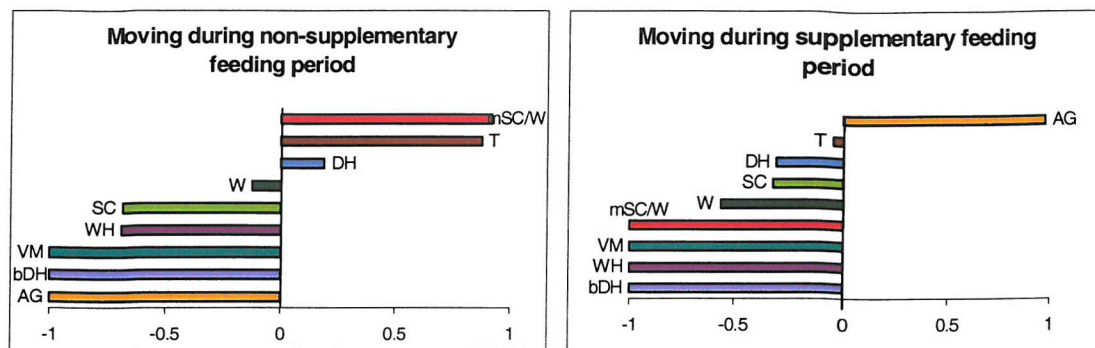 Moving during non-supplementary
feeding period
mSC/W
T
DH
W
SC
WH
VM
bDH
AG
-1 -0.5 0 0.5 1
Moving during supplementary feeding
period
AG
T
DH
SC
W
mSC/W
VM
WH
bDH
-1 -0.5 0 0.5 1